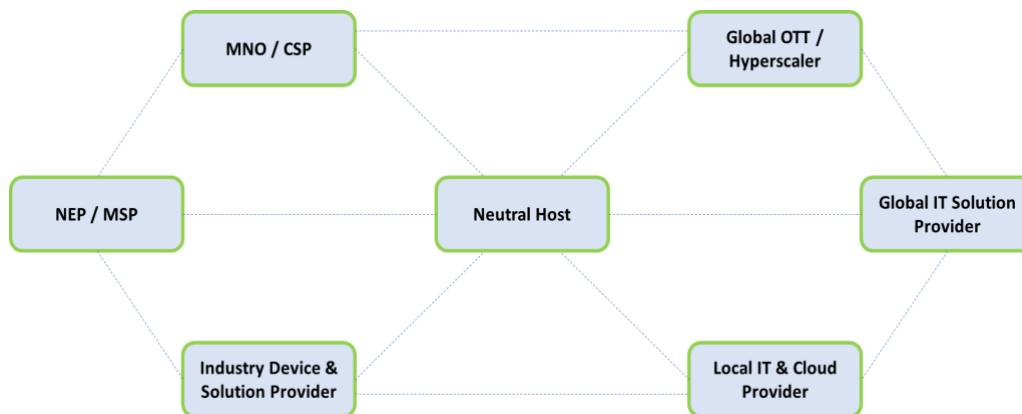 MNO / CSP
Global OTT /
Hyperscaler
NEP / MSP
Neutral Host
Global IT Solution
Provider
Industry Device &
Solution Provider
Local IT & Cloud
Provider